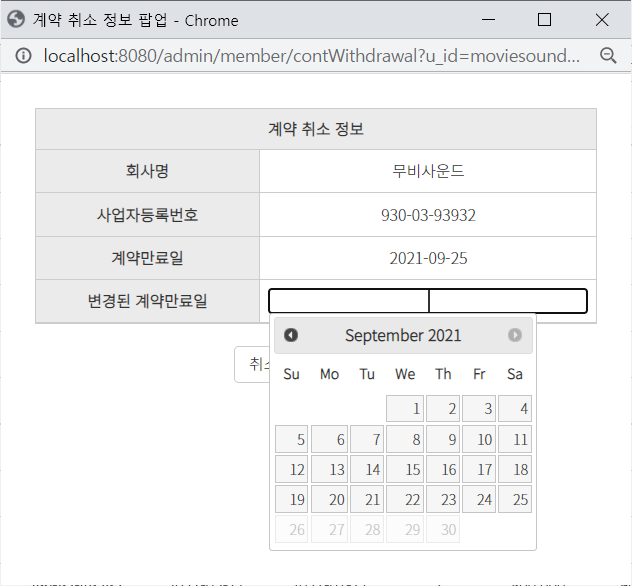 계약 취소 정보 팝업 - Chrome
localhost:8080/admin/member/contWithdrawal?u_id=moviesound...
계약 취소 정보
회사명 무비사운드
사업자등록번호 930-03-93932
계약만료일 2021-09-25
변경된 계약만료일
September 2021
Su Mo Tu We Th Fr Sa
1 2 3 4
5 6 7 8 9 10 11
12 13 14 15 16 17 18
19 20 21 22 23 24 25
26 27 28 29 30